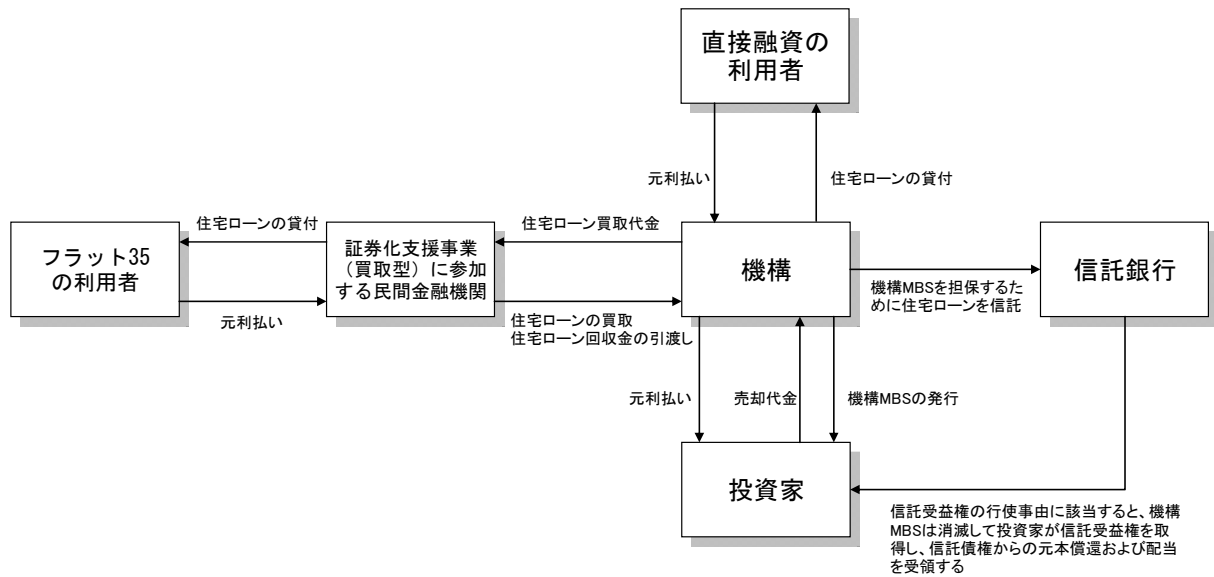 直接融資の
利用者
元利払い
住宅ローンの貸付
住宅ローンの貸付
住宅ローン買取代金
フラット35
の利用者
証券化支援事業
（買取型）に参加
する民間金融機関
機構
信託銀行
機構MBSを担保するた
めに住宅ローンを信託
元利払い
住宅ローンの買取
住宅ローン回収金の引渡し
元利払い
売却代金
機構MBSの発行
投資家
信託受益権の行使事由に該当すると、機構
MBSは消滅して投資家が信託受益権を取
得し、信託債権からの元本償還および配当
を受領する